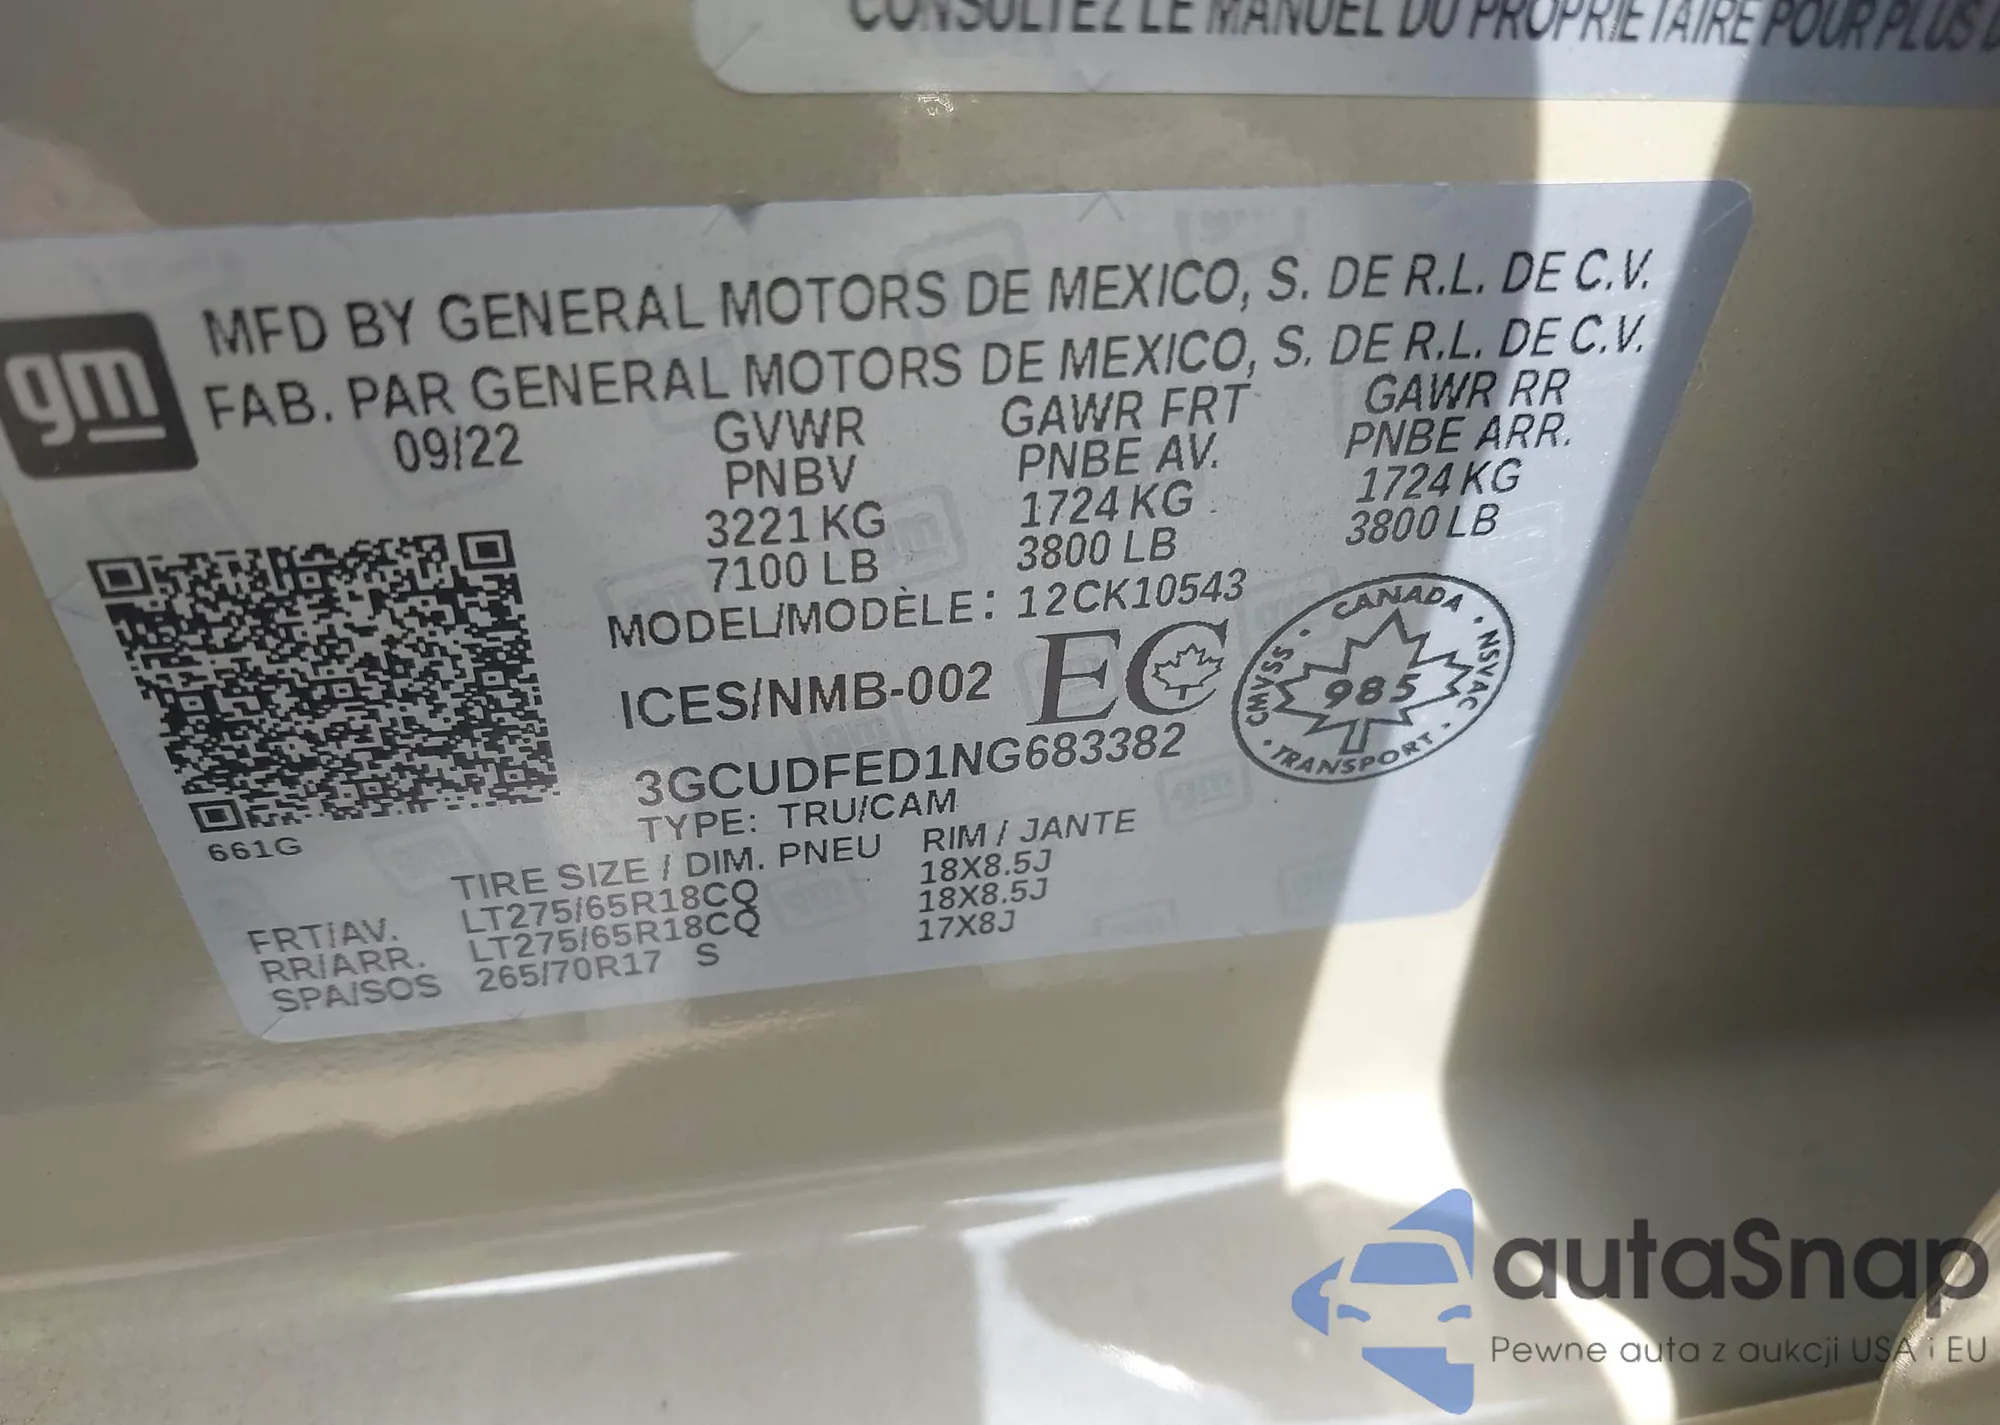 CONSULTEZ LE MANUEL DU PROPRIÉTAIRE POUR PLUS D
gm
MFD BY GENERAL MOTORS DE MEXICO, S. DE R.L. DE C.V.
FAB. PAR GENERAL MOTORS DE MEXICO, S. DE R.L. DE C.V.
09/22 GVWR GAWR FRT GAWR RR
PNBV PNBE AV. PNBE ARR.
3221 KG 1724 KG 1724 KG
7100 LB 3800 LB 3800 LB
MODEL/MODÈLE: 12CK10543
ICES/NMB-002 EC
CANADA · NSVAC · TRANSPORT · CMVSS ·
985
3GCUDFED1NG683382
TYPE: TRU/CAM
661G
TIRE SIZE / DIM. PNEU RIM / JANTE
FRT/AV. LT275/65R18CQ 18X8.5J
RR/ARR. LT275/65R18CQ 18X8.5J
SPA/SOS 265/70R17 S 17X8J
autaSnap
Pewne auta z aukcji USA i EU